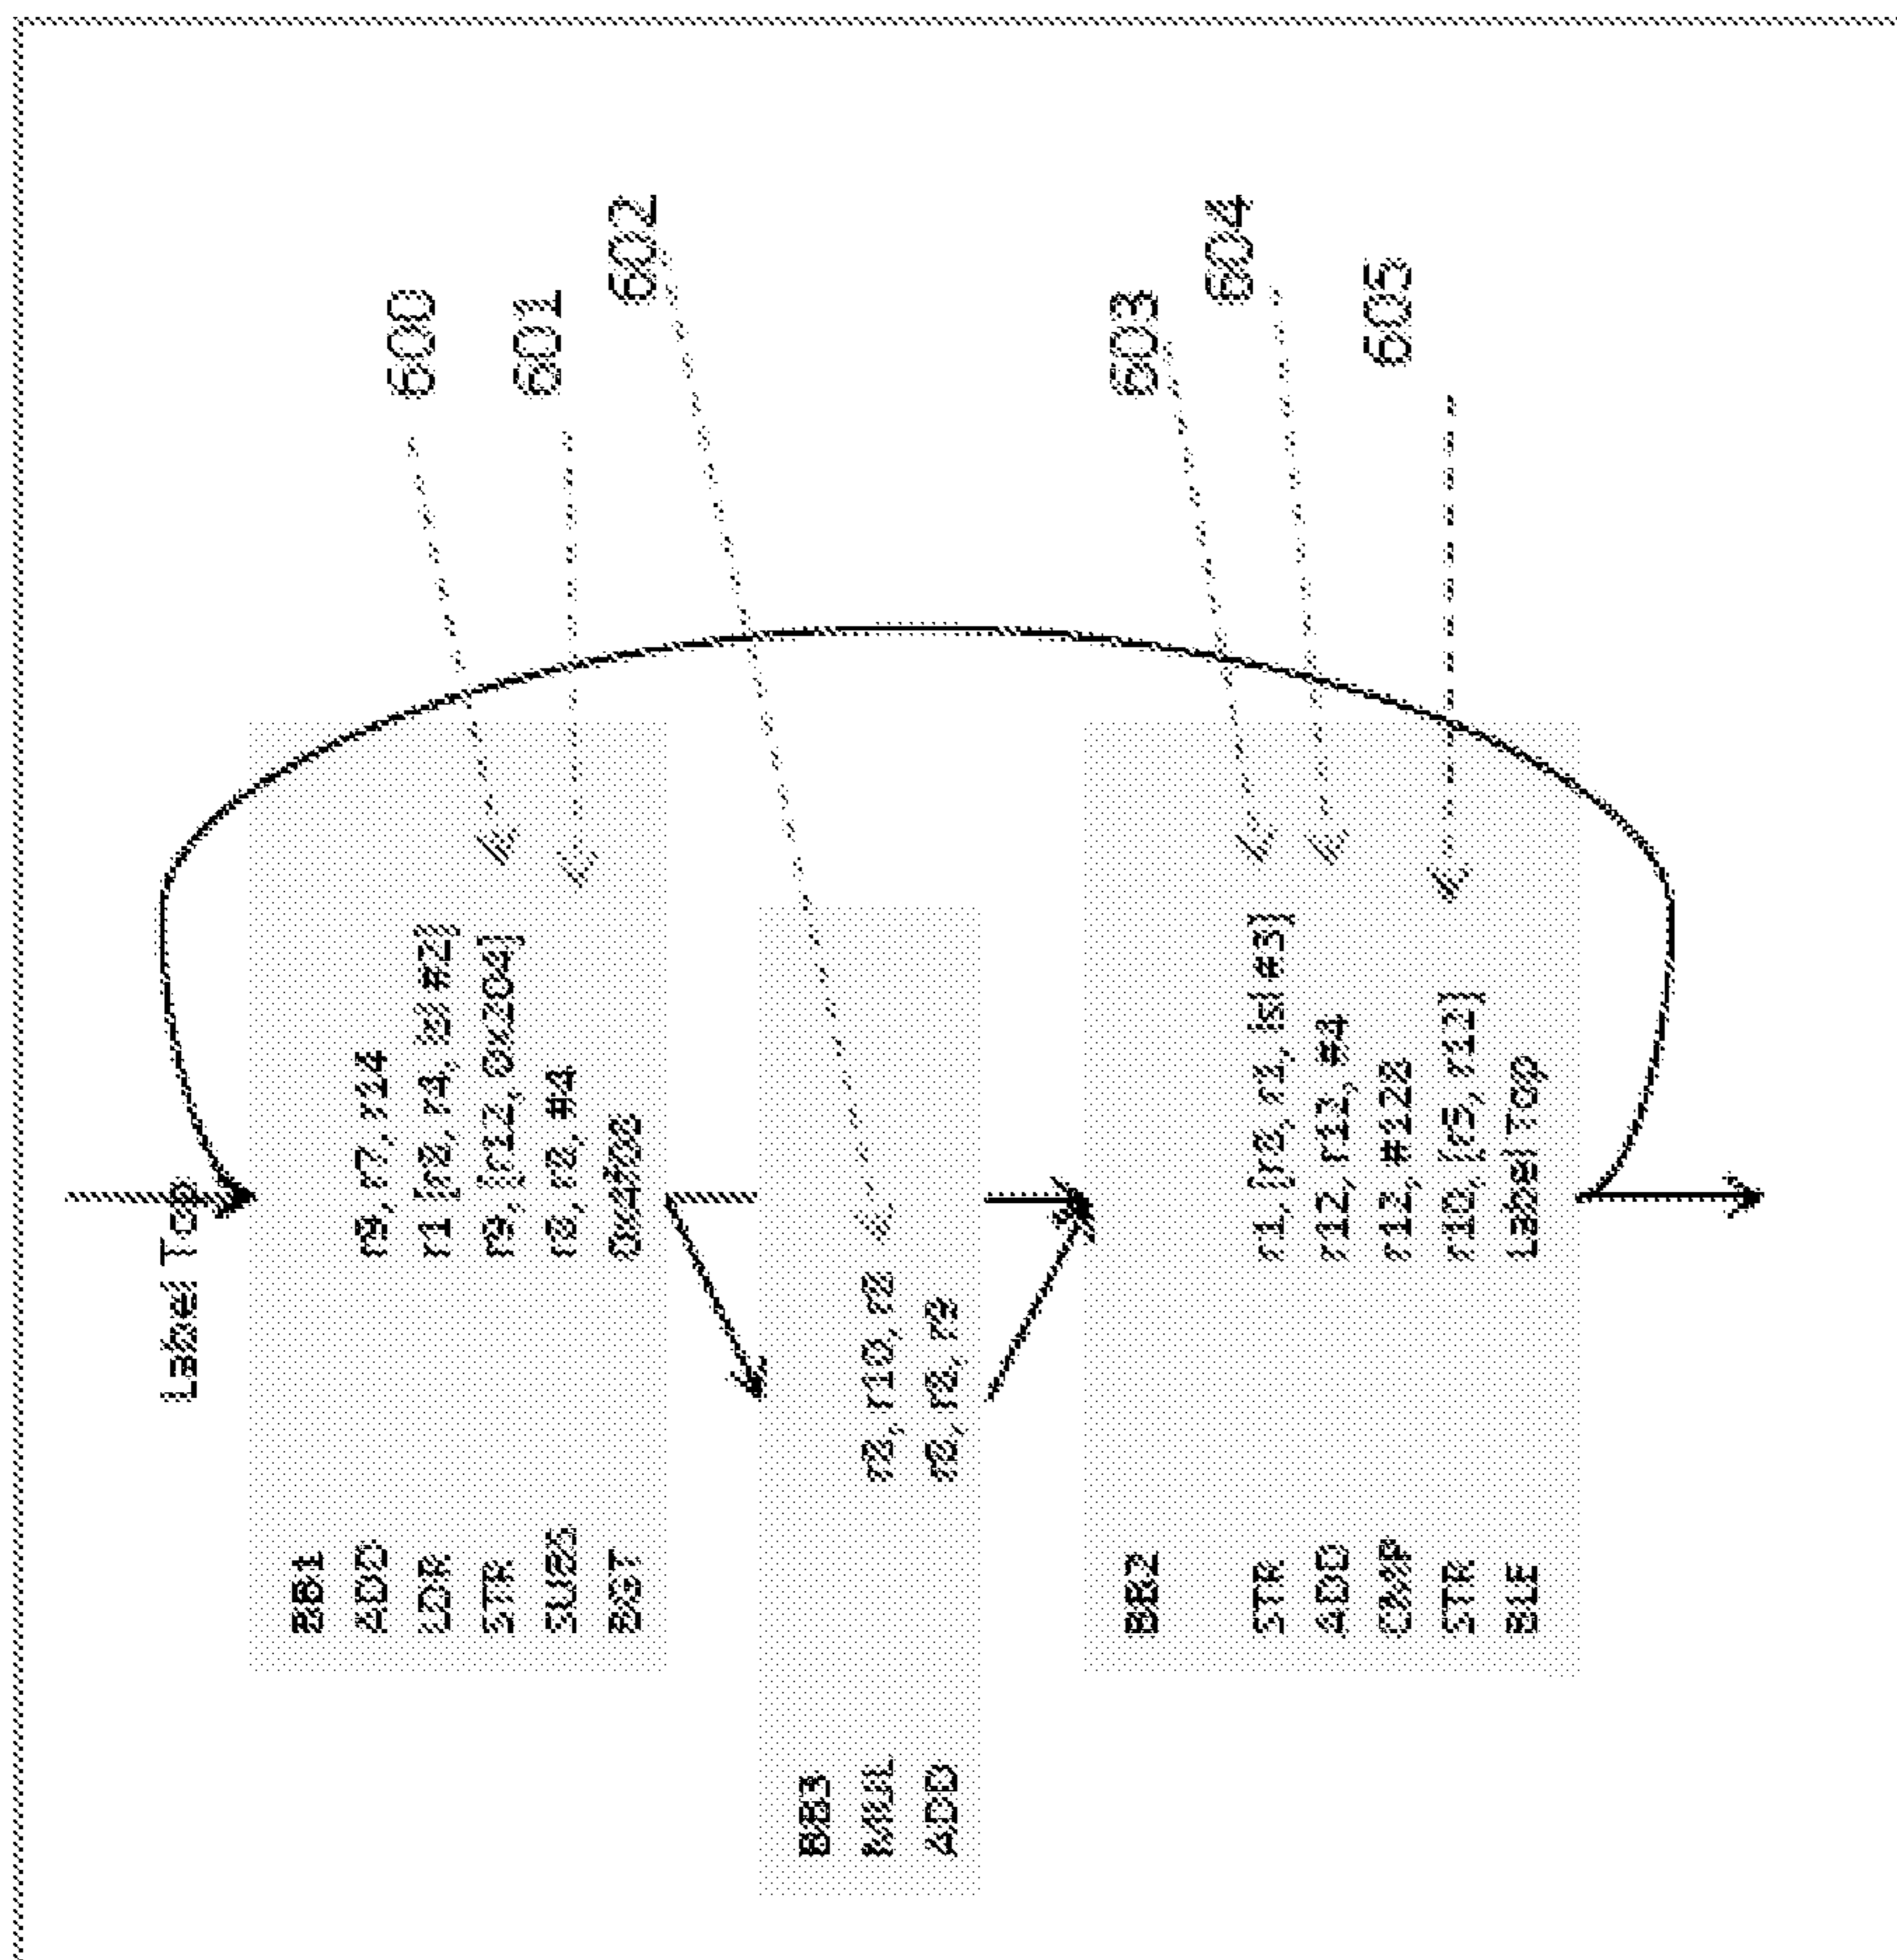 Label Top
BB1
ADD r9, r7, r14
LDR r1 [r8, r4, lsl #2]
STR r9, [r12, 0x204]
SUBS r8, r8, #4
BGT
BB3
MUL r8, r10, r8
ADD r8, r8, r9
BB2
STR r1, [r8, r1, lsl #3]
ADD r12, r12, #4
CMP r12, #128
STR r10, [r5, r12]
BLE Label Top
600
601
602
603
604
605